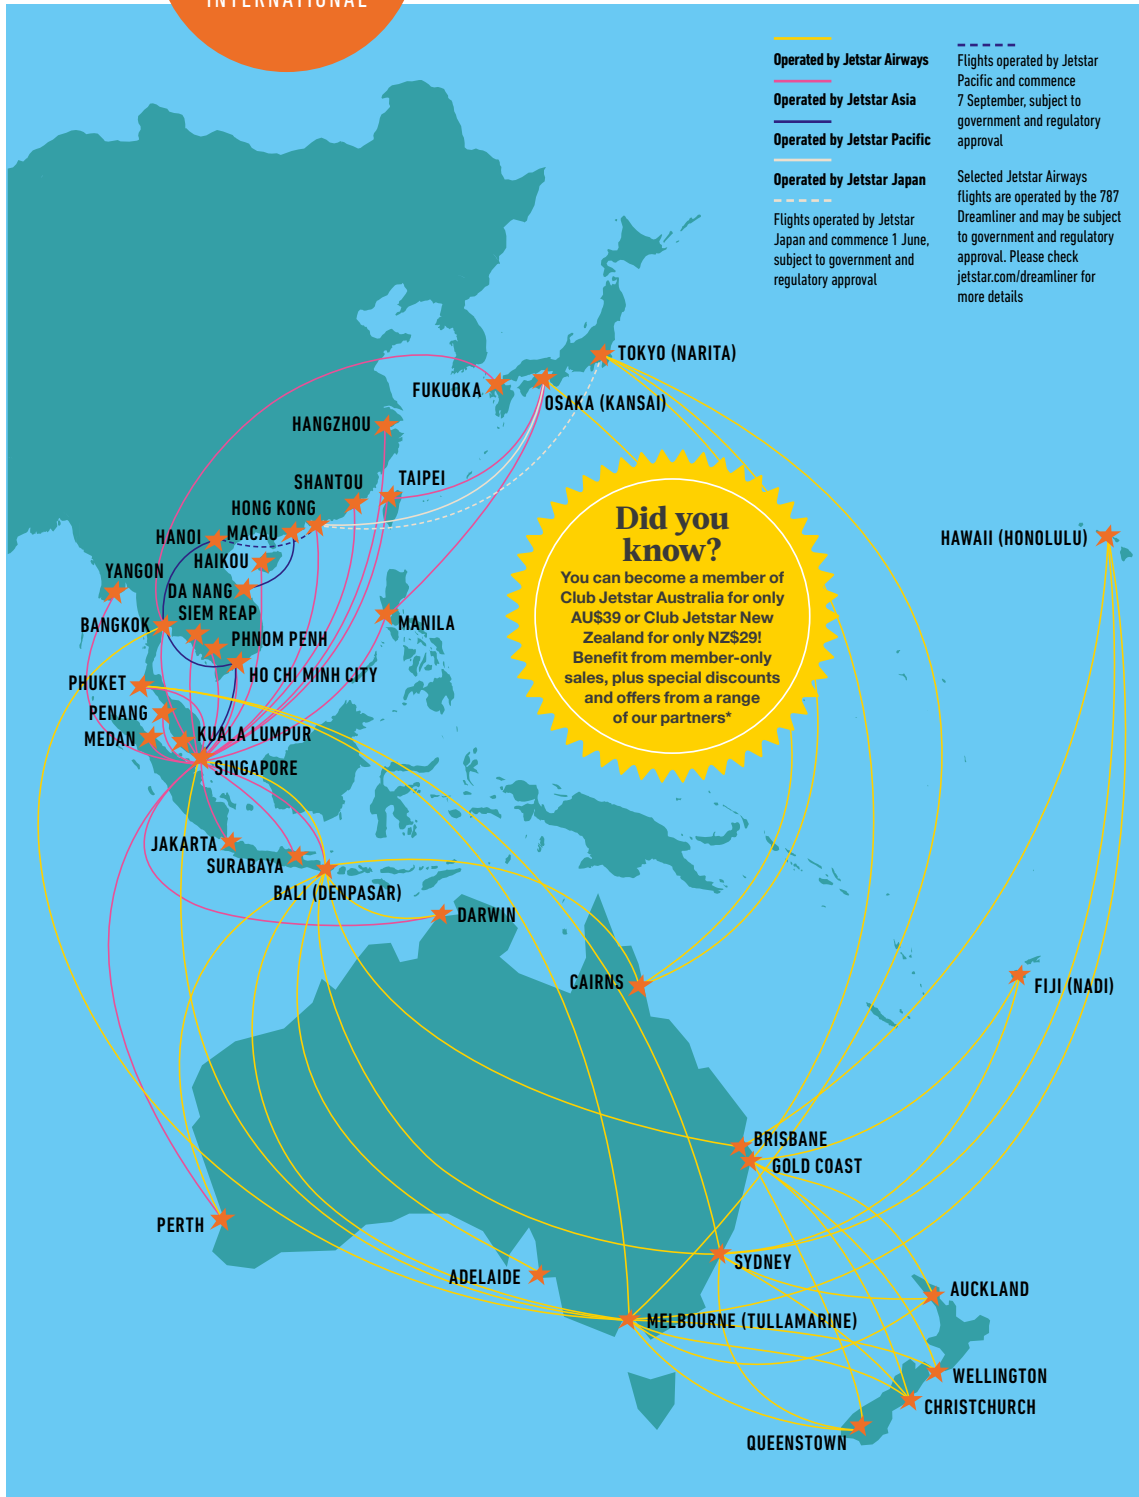 INTERNATIONAL
Operated by Jetstar Airways
Operated by Jetstar Asia
Operated by Jetstar Pacific
Operated by Jetstar Japan
Flights operated by Jetstar
Japan and commence 1 June,
subject to government and
regulatory approval
Flights operated by Jetstar
Pacific and commence
7 September, subject to
government and regulatory
approval
Selected Jetstar Airways
flights are operated by the 787
Dreamliner and may be subject
to government and regulatory
approval. Please check
jetstar.com/dreamliner for
more details
TOKYO (NARITA)
FUKUOKA
OSAKA (KANSAI)
HANGZHOU
TAIPEI
SHANTOU
HONG KONG
MACAU
HANOI
HAIKOU
YANGON
DA NANG
SIEM REAP
BANGKOK
PHNOM PENH
MANILA
HO CHI MINH CITY
PHUKET
PENANG
MEDAN
KUALA LUMPUR
SINGAPORE
Did you
know?
You can become a member of
Club Jetstar Australia for only
AU$39 or Club Jetstar New
Zealand for only NZ$29!
Benefit from member-only
sales, plus special discounts
and offers from a range
of our partners*
HAWAII (HONOLULU)
JAKARTA
SURABAYA
BALI (DENPASAR)
DARWIN
CAIRNS
FIJI (NADI)
BRISBANE
GOLD COAST
PERTH
ADELAIDE
SYDNEY
MELBOURNE (TULLAMARINE)
AUCKLAND
WELLINGTON
CHRISTCHURCH
QUEENSTOWN